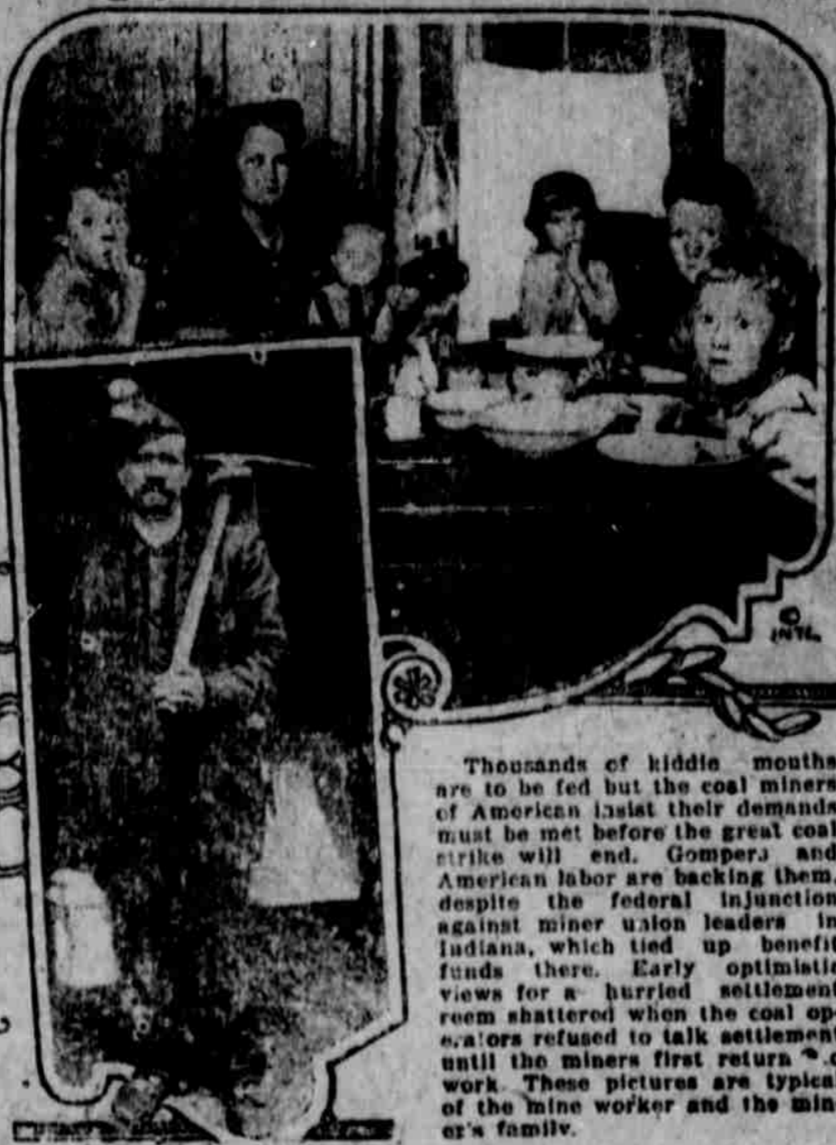 ©
INTL.
Thousands of kiddie mouths
are to be fed but the coal miners
of American insist their demands
must be met before the great coal
strike will end. Gompers and
American labor are backing them,
despite the federal injunction
against miner union leaders in
Indiana, which tied up benefit
funds there. Early optimistic
views for a hurried settlement
seem shattered when the coal op-
erators refused to talk settlement
until the miners first return
work. These pictures are typical
of the mine worker and the min-
er's family.